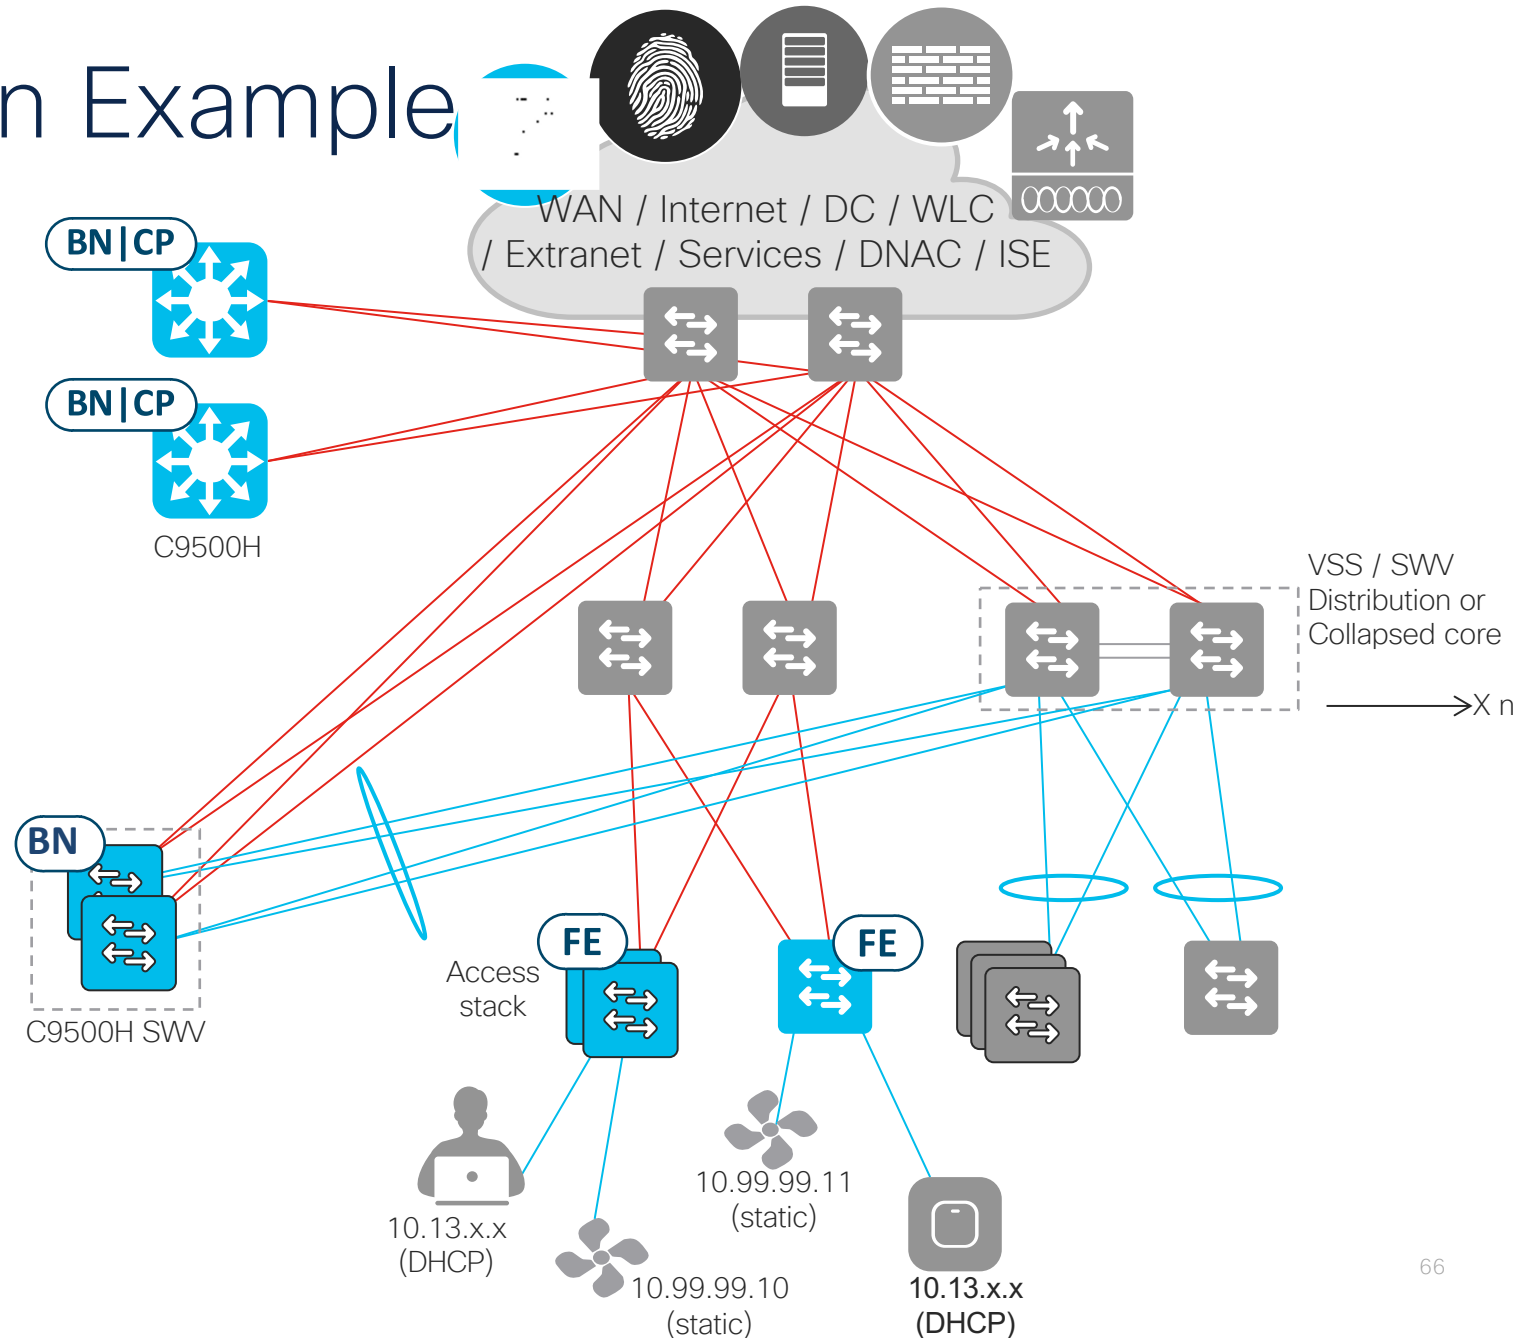 n Example
WAN / Internet / DC / WLC
/ Extranet / Services / DNAC / ISE
BN|CP
BN|CP
C9500H
VSS / SWV
Distribution or
Collapsed core
X n
BN
C9500H SWV
FE
Access
stack
FE
10.13.x.x
(DHCP)
10.99.99.10
(static)
10.99.99.11
(static)
10.13.x.x
(DHCP)
66